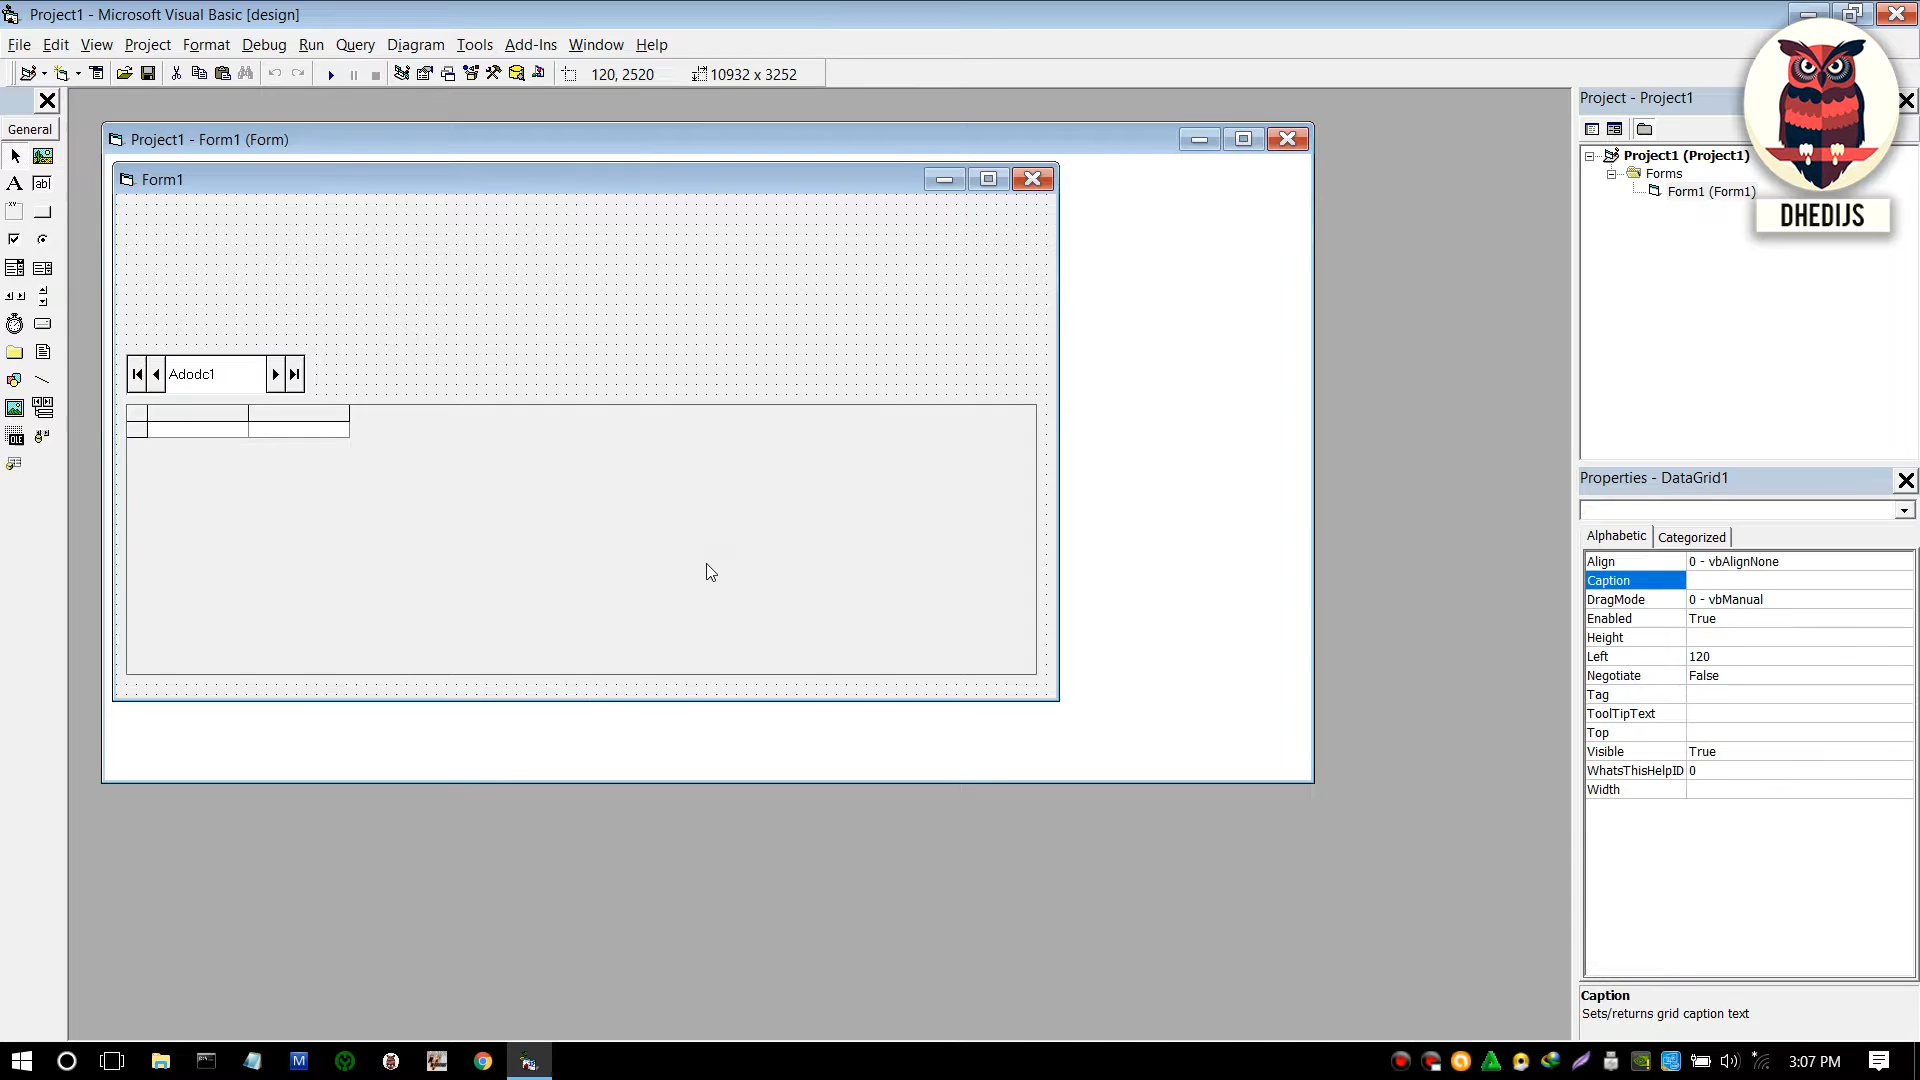 Project1 - Microsoft Visual Basic [design]
File Edit View Project Format Debug Run Query Diagram Tools Add-Ins Window Help
120, 2520 10932 x 3252
General
A ab
xv
OLE
Project1 - Form1 (Form)
Form1
Adodc1
Project - Project1
Project1 (Project1)
Forms
Form1 (Form1)
DHEDIJS
Properties - DataGrid1
Alphabetic Categorized
Align 0 - vbAlignNone
Caption
DragMode 0 - vbManual
Enabled True
Height
Left 120
Negotiate False
Tag
ToolTipText
Top
Visible True
WhatsThisHelpID 0
Width
Caption
Sets/returns grid caption text
M
3:07 PM